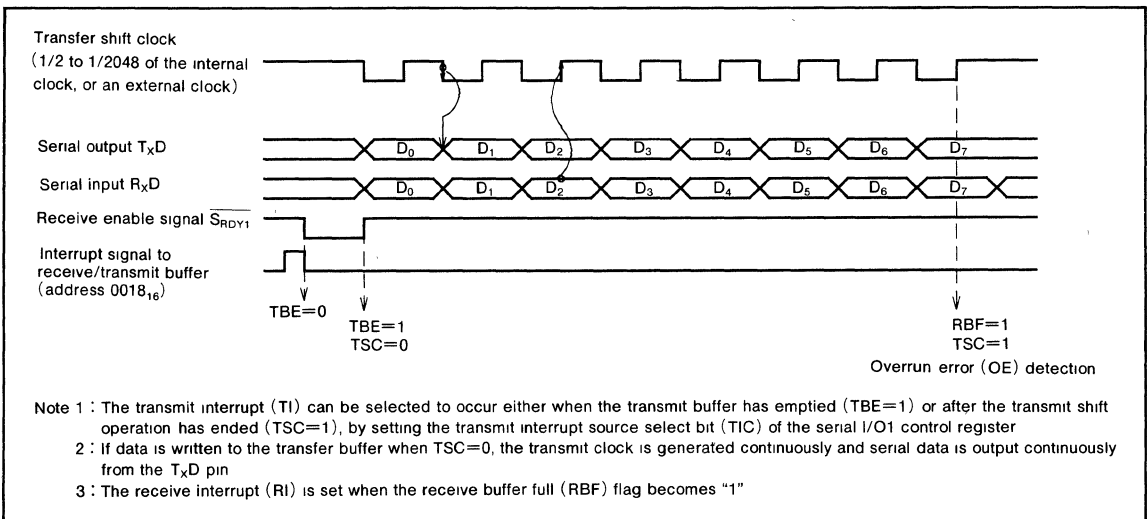 Transfer shift clock
(1/2 to 1/2048 of the internal
clock, or an external clock)
Serial output TxD
D0 D1 D2 D3 D4 D5 D6 D7
Serial input RxD
D0 D1 D2 D3 D4 D5 D6 D7
Receive enable signal S̅R̅D̅Y̅1̅
Interrupt signal to
receive/transmit buffer
(address 0018₁₆)
TBE=0
TBE=1
TSC=0
RBF=1
TSC=1
Overrun error (OE) detection
Note 1 : The transmit interrupt (TI) can be selected to occur either when the transmit buffer has emptied (TBE=1) or after the transmit shift
operation has ended (TSC=1), by setting the transmit interrupt source select bit (TIC) of the serial I/O1 control register
2 : If data is written to the transfer buffer when TSC=0, the transmit clock is generated continuously and serial data is output continuously
from the TxD pin
3 : The receive interrupt (RI) is set when the receive buffer full (RBF) flag becomes "1"